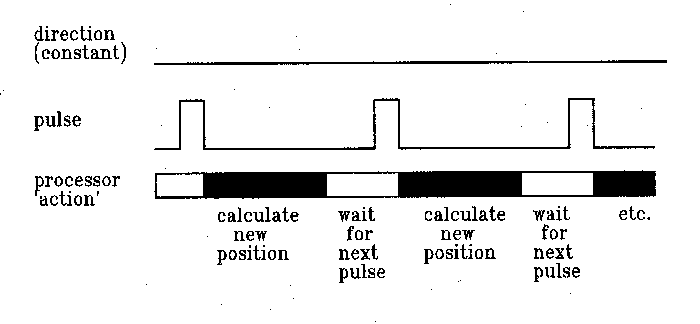 direction
(constant)
pulse
processor
'action'
calculate
new
position
wait
for
next
pulse
calculate
new
position
wait
for
next
pulse
etc.